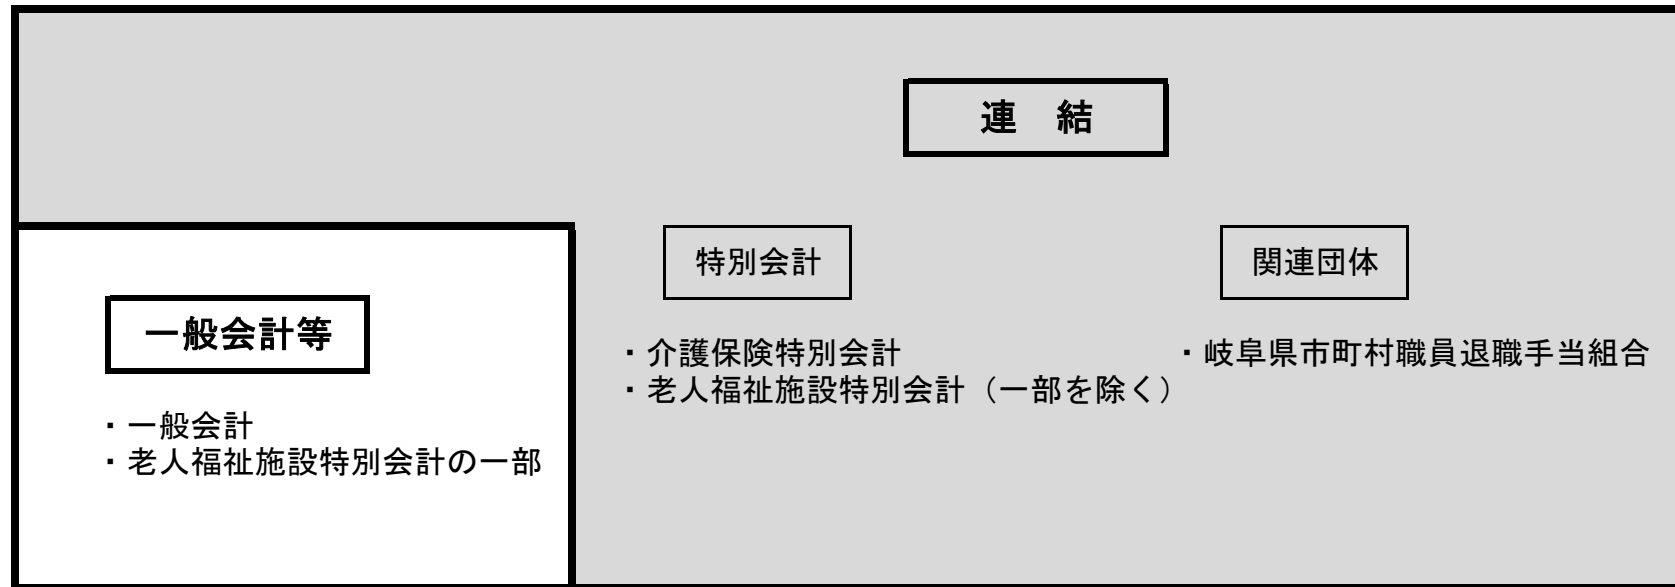 連　結
特別会計
関連団体
一般会計等
・介護保険特別会計
・老人福祉施設特別会計（一部を除く）
・岐阜県市町村職員退職手当組合
・一般会計
・老人福祉施設特別会計の一部